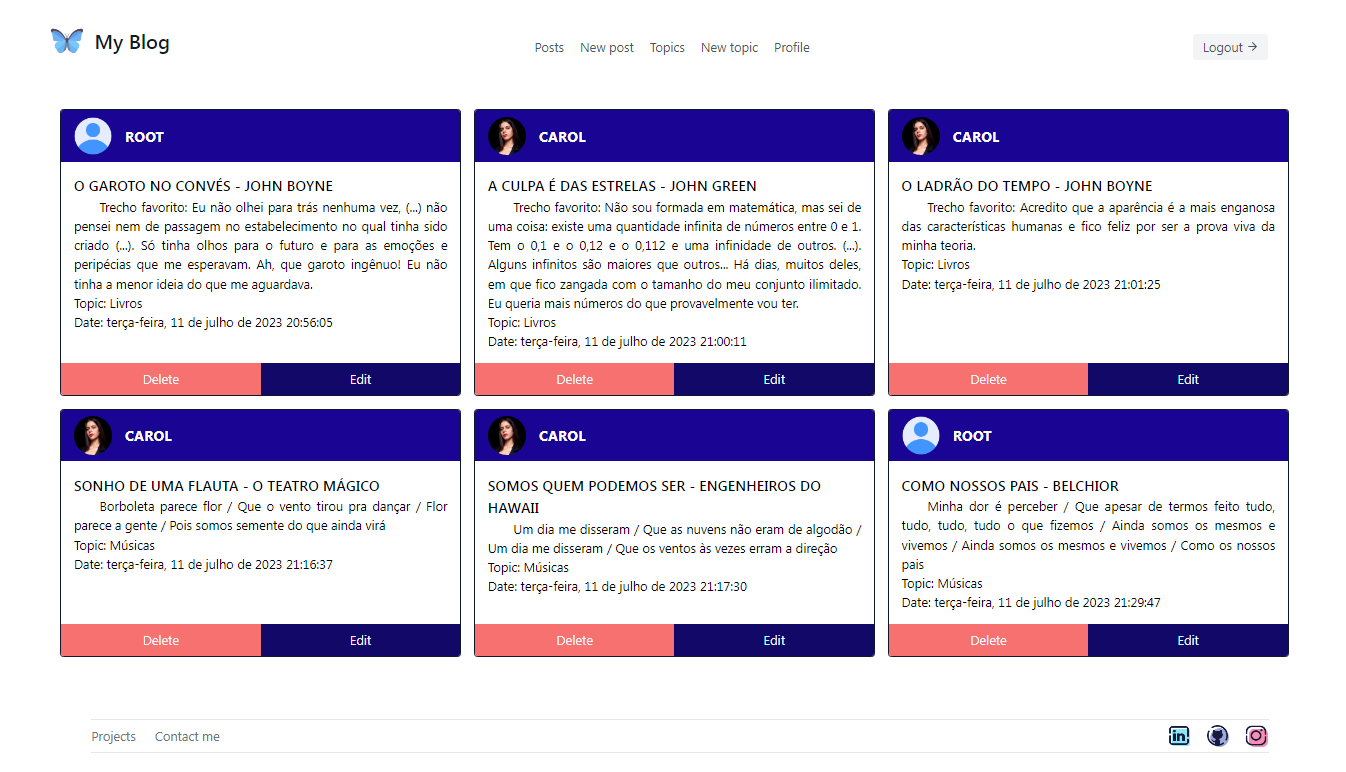 My Blog
Posts New post Topics New topic Profile
Logout →
ROOT
O GAROTO NO CONVÉS - JOHN BOYNE
Trecho favorito: Eu não olhei para trás nenhuma vez, (...) não
pensei nem de passagem no estabelecimento no qual tinha sido
criado (...). Só tinha olhos para o futuro e para as emoções e
peripécias que me esperavam. Ah, que garoto ingênuo! Eu não
tinha a menor ideia do que me aguardava.
Topic: Livros
Date: terça-feira, 11 de julho de 2023 20:56:05
Delete Edit
CAROL
A CULPA É DAS ESTRELAS - JOHN GREEN
Trecho favorito: Não sou formada em matemática, mas sei de
uma coisa: existe uma quantidade infinita de números entre 0 e 1.
Tem o 0,1 e o 0,12 e o 0,112 e uma infinidade de outros. (...).
Alguns infinitos são maiores que outros... Há dias, muitos deles,
em que fico zangada com o tamanho do meu conjunto ilimitado.
Eu queria mais números do que provavelmente vou ter.
Topic: Livros
Date: terça-feira, 11 de julho de 2023 21:00:11
Delete Edit
CAROL
O LADRÃO DO TEMPO - JOHN BOYNE
Trecho favorito: Acredito que a aparência é a mais enganosa
das características humanas e fico feliz por ser a prova viva da
minha teoria.
Topic: Livros
Date: terça-feira, 11 de julho de 2023 21:01:25
Delete Edit
CAROL
SONHO DE UMA FLAUTA - O TEATRO MÁGICO
Borboleta parece flor / Que o vento tirou pra dançar / Flor
parece a gente / Pois somos semente do que ainda virá
Topic: Músicas
Date: terça-feira, 11 de julho de 2023 21:16:37
Delete Edit
CAROL
SOMOS QUEM PODEMOS SER - ENGENHEIROS DO
HAWAII
Um dia me disseram / Que as nuvens não eram de algodão /
Um dia me disseram / Que os ventos às vezes erram a direção
Topic: Músicas
Date: terça-feira, 11 de julho de 2023 21:17:30
Delete Edit
ROOT
COMO NOSSOS PAIS - BELCHIOR
Minha dor é perceber / Que apesar de termos feito tudo,
tudo, tudo, tudo o que fizemos / Ainda somos os mesmos e
vivemos / Ainda somos os mesmos e vivemos / Como os nossos
pais
Topic: Músicas
Date: terça-feira, 11 de julho de 2023 21:29:47
Delete Edit
Projects Contact me
in